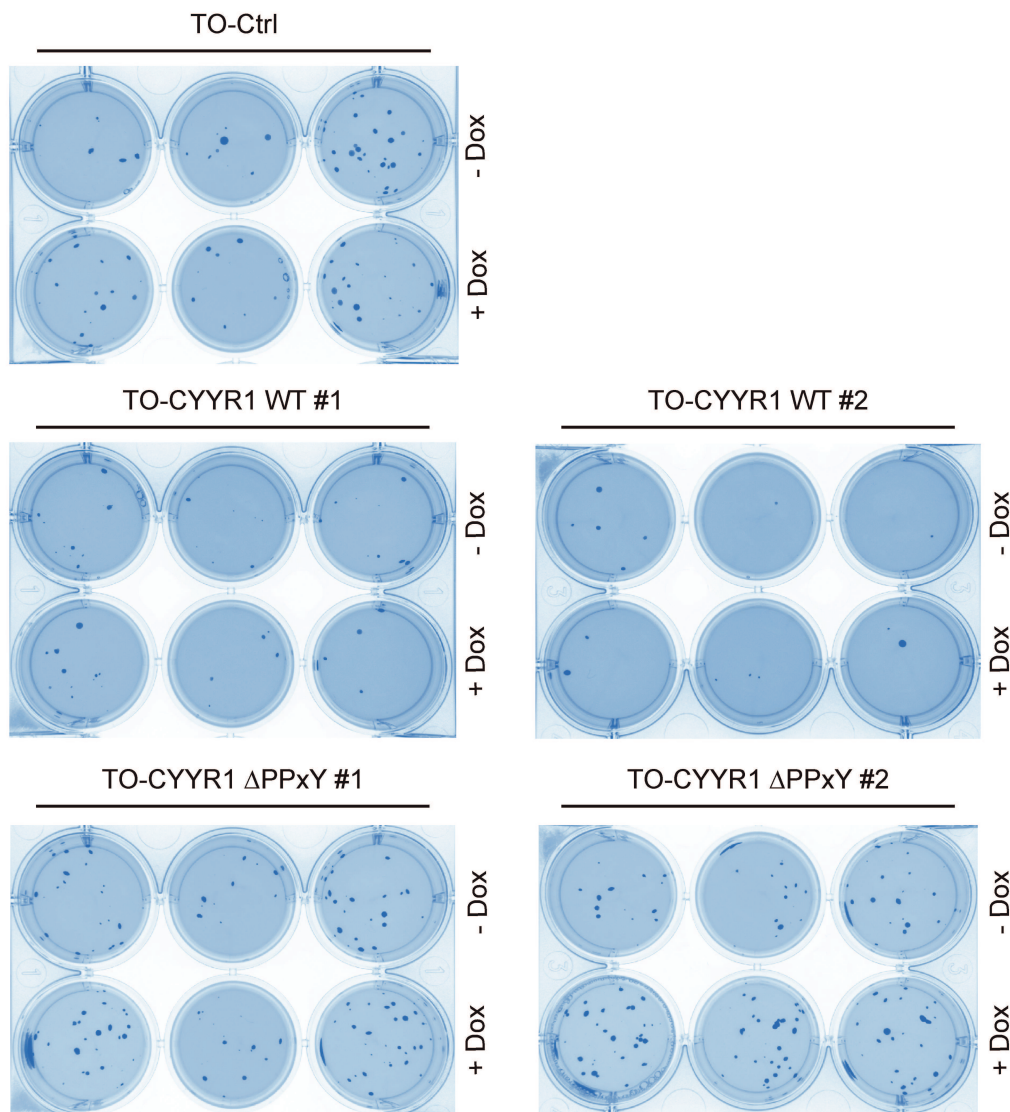 TO-Ctrl
- Dox
+ Dox
TO-CYYR1 WT #1
TO-CYYR1 WT #2
- Dox
- Dox
+ Dox
+ Dox
TO-CYYR1 ΔPPxY #1
TO-CYYR1 ΔPPxY #2
- Dox
- Dox
+ Dox
+ Dox